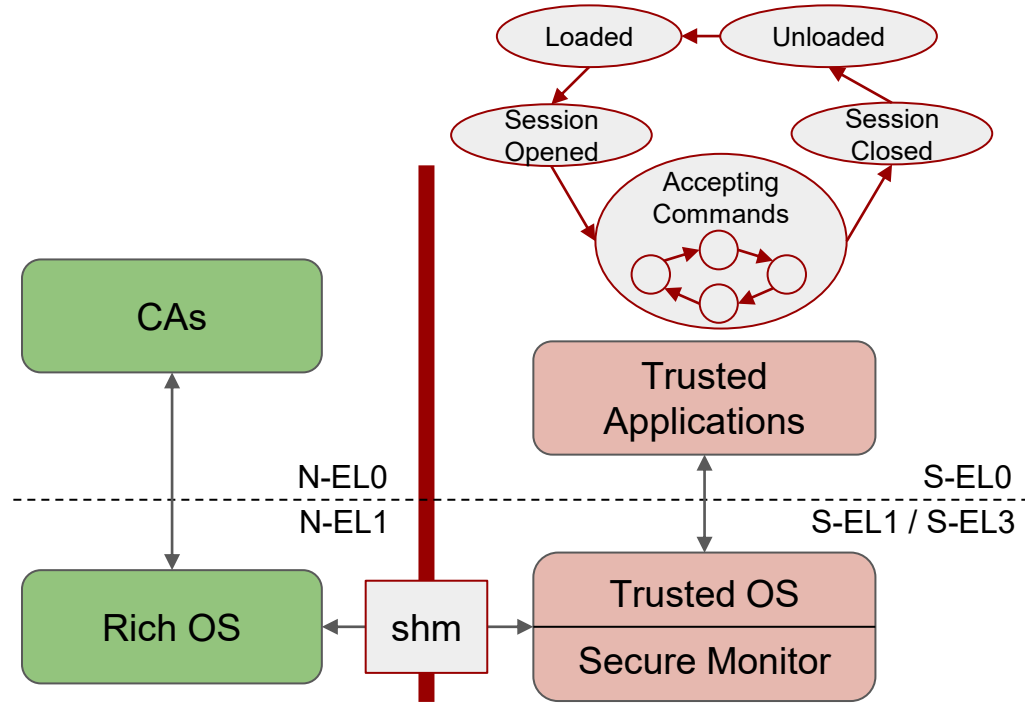 Loaded
Unloaded
Session
Opened
Session
Closed
Accepting
Commands
CAs
Trusted
Applications
N-EL0
S-EL0
N-EL1
S-EL1 / S-EL3
Rich OS
shm
Trusted OS
Secure Monitor